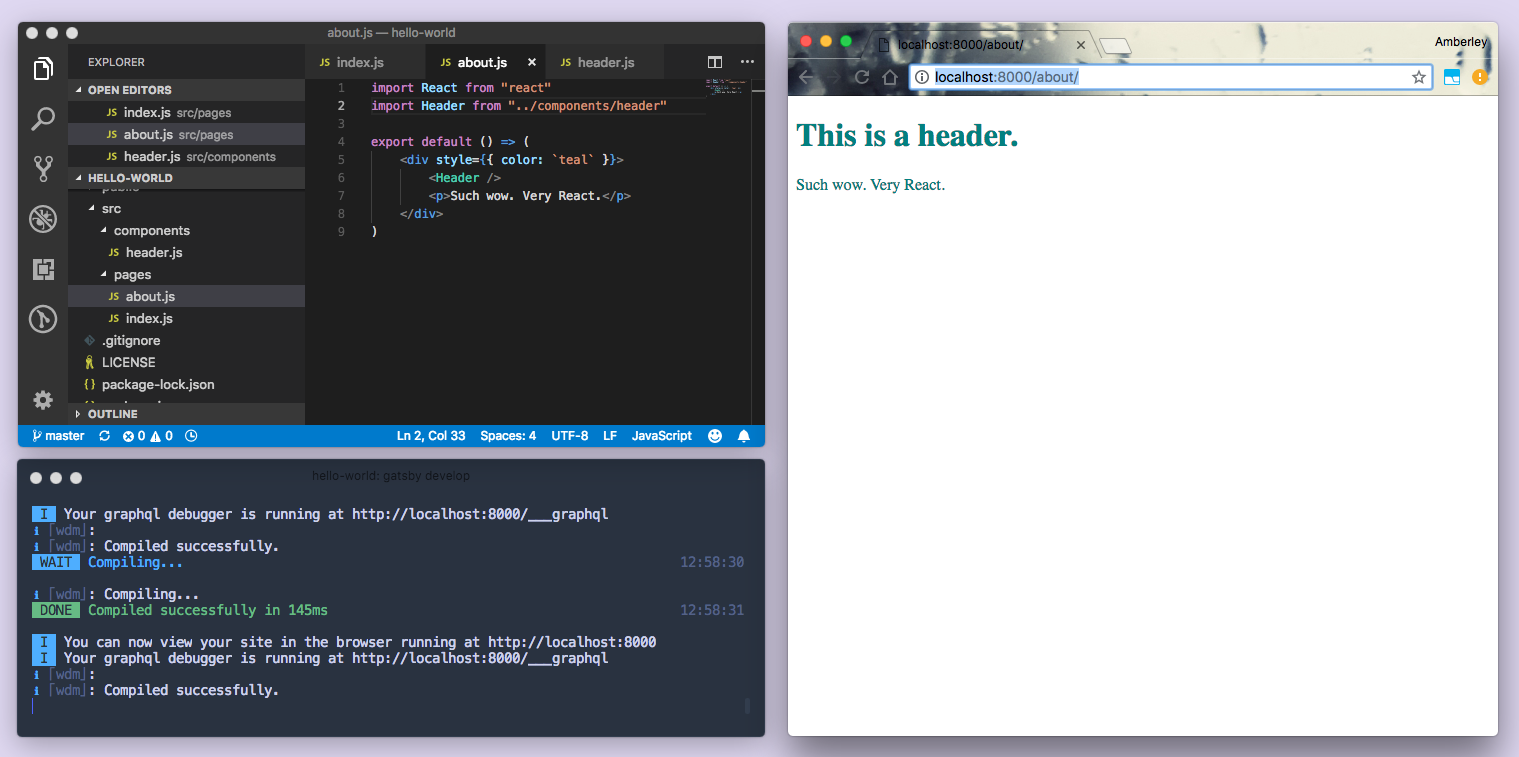 about.js — hello-world
EXPLORER
OPEN EDITORS
JS index.js src/pages
JS about.js src/pages
JS header.js src/components
HELLO-WORLD
public
src
components
JS header.js
pages
JS about.js
JS index.js
.gitignore
LICENSE
{ } package-lock.json
OUTLINE
JS index.js
JS about.js ×
JS header.js
1 import React from "react"
2 import Header from "../components/header"
3
4 export default () => (
5 <div style={{ color: `teal` }}>
6 <Header />
7 <p>Such wow. Very React.</p>
8 </div>
9 )
master 0 0 Ln 2, Col 33 Spaces: 4 UTF-8 LF JavaScript
hello-world: gatsby develop
I Your graphql debugger is running at http://localhost:8000/___graphql
i ｢wdm｣:
i ｢wdm｣: Compiled successfully.
WAIT Compiling... 12:58:30
i ｢wdm｣: Compiling...
DONE Compiled successfully in 145ms 12:58:31
I You can now view your site in the browser running at http://localhost:8000
I Your graphql debugger is running at http://localhost:8000/___graphql
i ｢wdm｣:
i ｢wdm｣: Compiled successfully.
localhost:8000/about/
Amberley
localhost:8000/about/
This is a header.
Such wow. Very React.